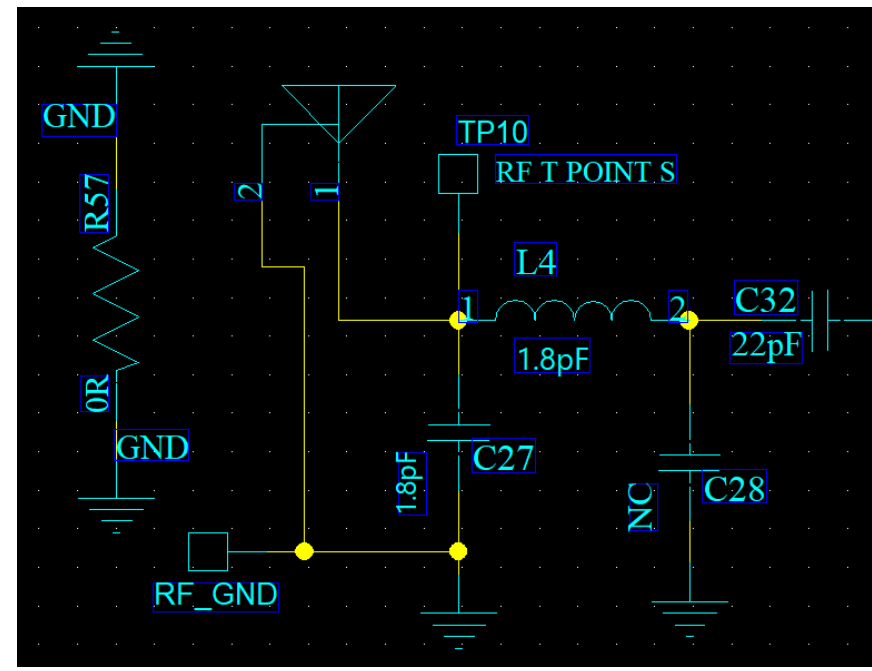 GND
R57
0R
GND
2
1
TP10
RF T POINT S
L4
1
2
1.8pF
C32
22pF
C27
1.8pF
C28
NC
RF_GND